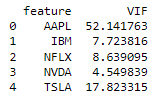 feature VIF
0 AAPL 52.141763
1 IBM 7.723816
2 NFLX 8.639095
3 NVDA 4.549839
4 TSLA 17.823315